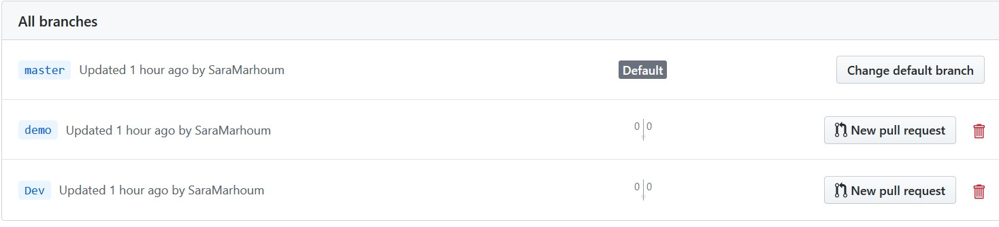 All branches
master Updated 1 hour ago by SaraMarhoum Default Change default branch
demo Updated 1 hour ago by SaraMarhoum 0 0 New pull request
Dev Updated 1 hour ago by SaraMarhoum 0 0 New pull request